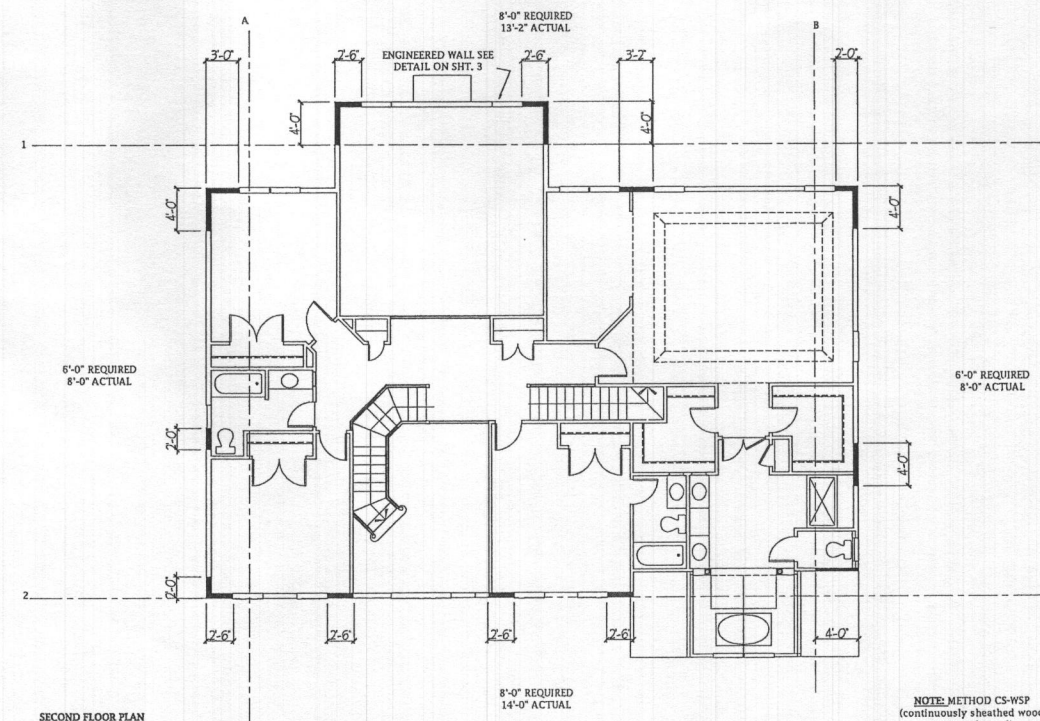 8'-0" REQUIRED
13'-2" ACTUAL
A
B
3'-0"
2'-6"
ENGINEERED WALL SEE
DETAIL ON SHT. 3
2'-6"
3'-2"
2'-0"
4'-0"
4'-0"
1
4'-0"
4'-0"
6'-0" REQUIRED
8'-0" ACTUAL
6'-0" REQUIRED
8'-0" ACTUAL
2'-0"
4'-0"
2'-0"
2
2'-6"
2'-6"
2'-6"
2'-6"
4'-0"
8'-0" REQUIRED
14'-0" ACTUAL
NOTE: METHOD CS-WSP
(continuously sheathed wood
SECOND FLOOR PLAN